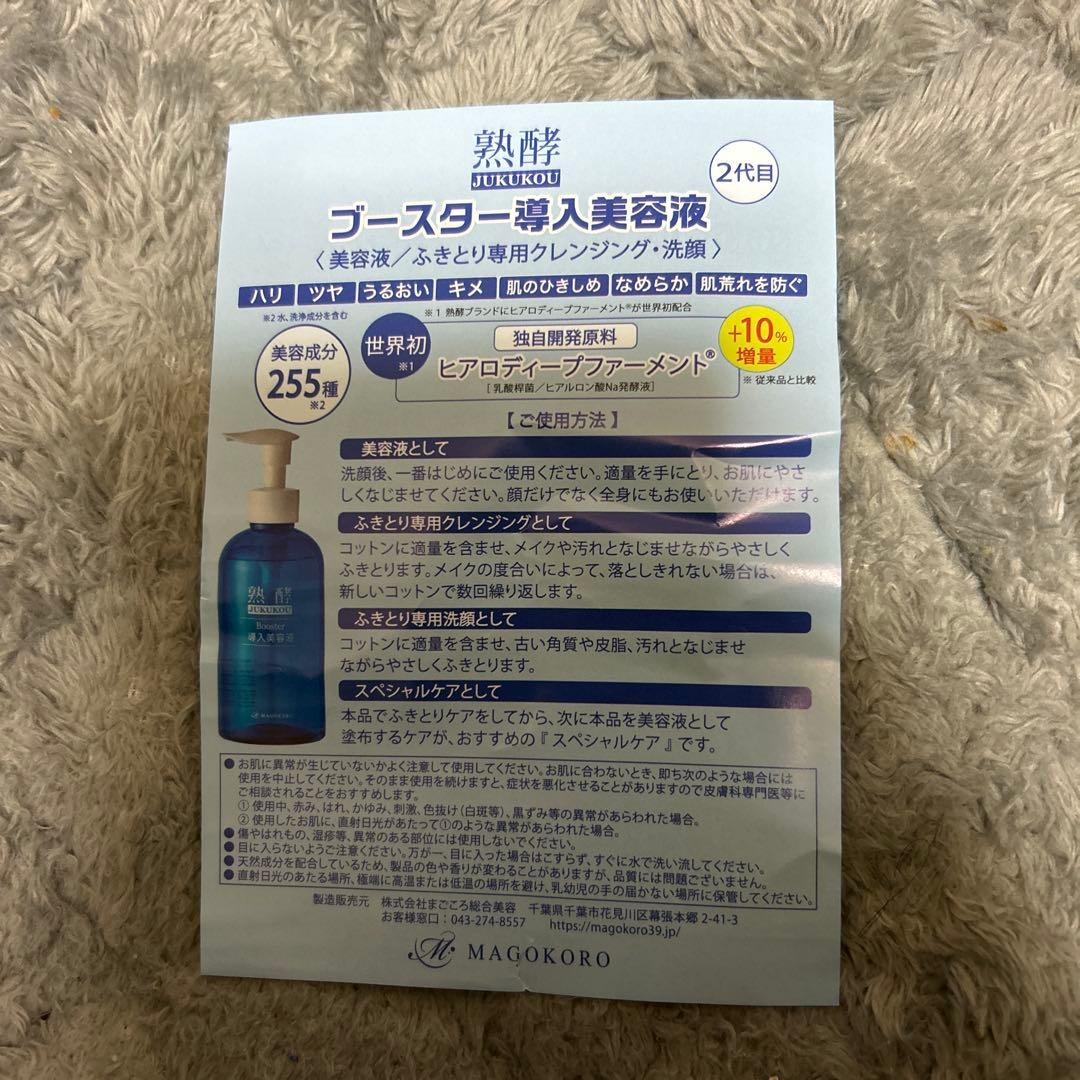 熟酵
JUKUKOU
2代目
ブースター導入美容液
〈 美容液／ふきとり専用クレンジング・洗顔 〉
ハリ ツヤ うるおい キメ 肌のひきしめ なめらか 肌荒れを防ぐ
※2 水、洗浄成分を含む
※1 熟酵ブランドにヒアロディープファーメント®が世界初配合
美容成分
255種
※2
世界初
※1
独自開発原料
ヒアロディープファーメント®
［ 乳酸桿菌／ヒアルロン酸Na発酵液］
+10%
増量
※ 従来品と比較
【 ご使用方法 】
美容液として
洗顔後、一番はじめにご使用ください。適量を手にとり、お肌にやさ
しくなじませてください。顔だけでなく全身にもお使いいただけます。
ふきとり専用クレンジングとして
コットンに適量を含ませ、メイクや汚れとなじませながらやさしく
ふきとります。メイクの度合いによって、落としきれない場合は、
新しいコットンで数回繰り返します。
ふきとり専用洗顔として
コットンに適量を含ませ、古い角質や皮脂、汚れとなじませ
ながらやさしくふきとります。
スペシャルケアとして
本品でふきとりケアをしてから、次に本品を美容液として
塗布するケアが、おすすめの『 スペシャルケア 』です。
熟酵
JUKUKOU
Booster
導入美容液
MAGOKORO
● お肌に異常が生じていないかよく注意して使用してください。お肌に合わないとき、即ち次のような場合には
使用を中止してください。そのまま使用を続けますと、症状を悪化させることがありますので皮膚科専門医等に
ご相談されることをおすすめします。
① 使用中、赤み、はれ、かゆみ、刺激、色抜け（白斑等）、黒ずみ等の異常があらわれた場合。
② 使用したお肌に、直射日光があたって①のような異常があらわれた場合。
● 傷やはれもの、湿疹等、異常のある部位には使用しないでください。
● 目に入らないようご注意ください。万が一、目に入った場合はこすらず、すぐに水で洗い流してください。
● 天然成分を配合しているため、製品の色や香りが変わることがありますが、品質には問題ございません。
● 直射日光のあたる場所、極端に高温または低温の場所を避け、乳幼児の手の届かない場所に保管してください。
製造販売元 株式会社まごころ総合美容 千葉県千葉市花見川区幕張本郷 2-41-3
お客様窓口：043-274-8557 https://magokoro39.jp/
M. MAGOKORO